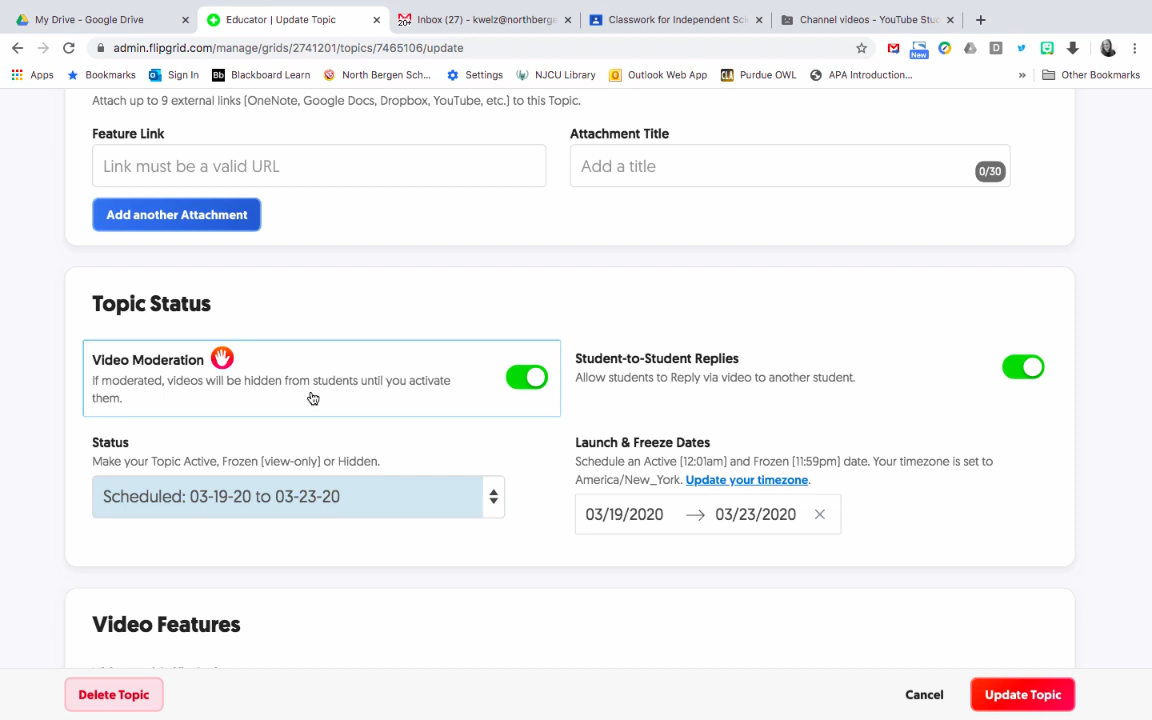 My Drive - Google Drive
Educator | Update Topic
20+
Inbox (27) - kwelz@northberge
Classwork for Independent Sci
Channel videos - YouTube Stud
admin.flipgrid.com/manage/grids/2741201/topics/7465106/update
New
Apps
Bookmarks
Sign In
Bb
Blackboard Learn
North Bergen Sch...
Settings
NJCU Library
Outlook Web App
Purdue OWL
APA Introduction...
»
Other Bookmarks
Attach up to 9 external links (OneNote, Google Docs, Dropbox, YouTube, etc.) to this Topic.
Feature Link
Attachment Title
Link must be a valid URL
Add a title
0/30
Add another Attachment
Topic Status
Video Moderation
If moderated, videos will be hidden from students until you activate
them.
Student-to-Student Replies
Allow students to Reply via video to another student.
Status
Make your Topic Active, Frozen (view-only) or Hidden.
Scheduled: 03-19-20 to 03-23-20
Launch & Freeze Dates
Schedule an Active (12:01am) and Frozen (11:59pm) date. Your timezone is set to
America/New_York. Update your timezone.
03/19/2020 → 03/23/2020
Video Features
Delete Topic
Cancel
Update Topic